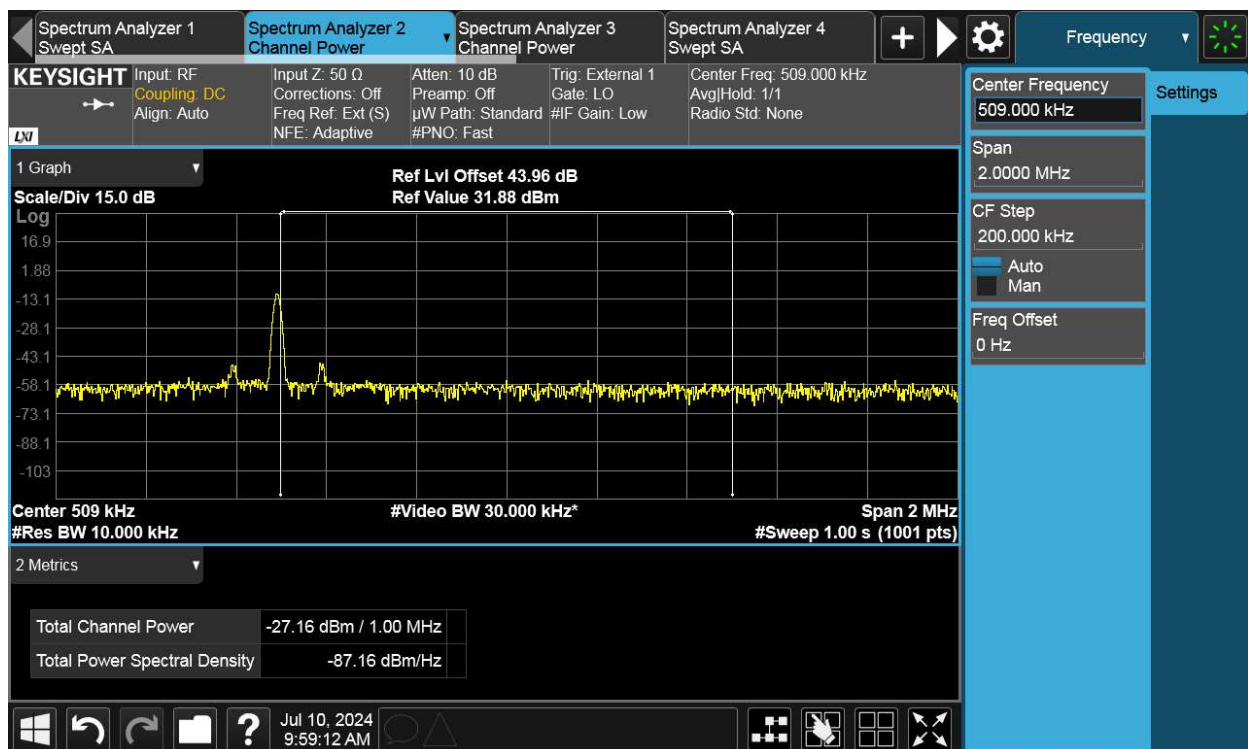 Spectrum Analyzer 1
Swept SA
Spectrum Analyzer 2
Channel Power
Spectrum Analyzer 3
Channel Power
Spectrum Analyzer 4
Swept SA
+
Frequency
KEYSIGHT
LXI
Input: RF
Coupling: DC
Align: Auto
Input Z: 50 Ω
Corrections: Off
Freq Ref: Ext (S)
NFE: Adaptive
Atten: 10 dB
Preamp: Off
µW Path: Standard
#PNO: Fast
Trig: External 1
Gate: LO
#IF Gain: Low
Center Freq: 509.000 kHz
Avg|Hold: 1/1
Radio Std: None
Center Frequency
509.000 kHz
Settings
Span
2.0000 MHz
CF Step
200.000 kHz
Auto
Man
Freq Offset
0 Hz
1 Graph
Scale/Div 15.0 dB
Ref Lvl Offset 43.96 dB
Ref Value 31.88 dBm
Log
16.9
1.88
-13.1
-28.1
-43.1
-58.1
-73.1
-88.1
-103
Center 509 kHz
#Video BW 30.000 kHz*
Span 2 MHz
#Res BW 10.000 kHz
#Sweep 1.00 s (1001 pts)
2 Metrics
Total Channel Power -27.16 dBm / 1.00 MHz
Total Power Spectral Density -87.16 dBm/Hz
?
Jul 10, 2024
9:59:12 AM